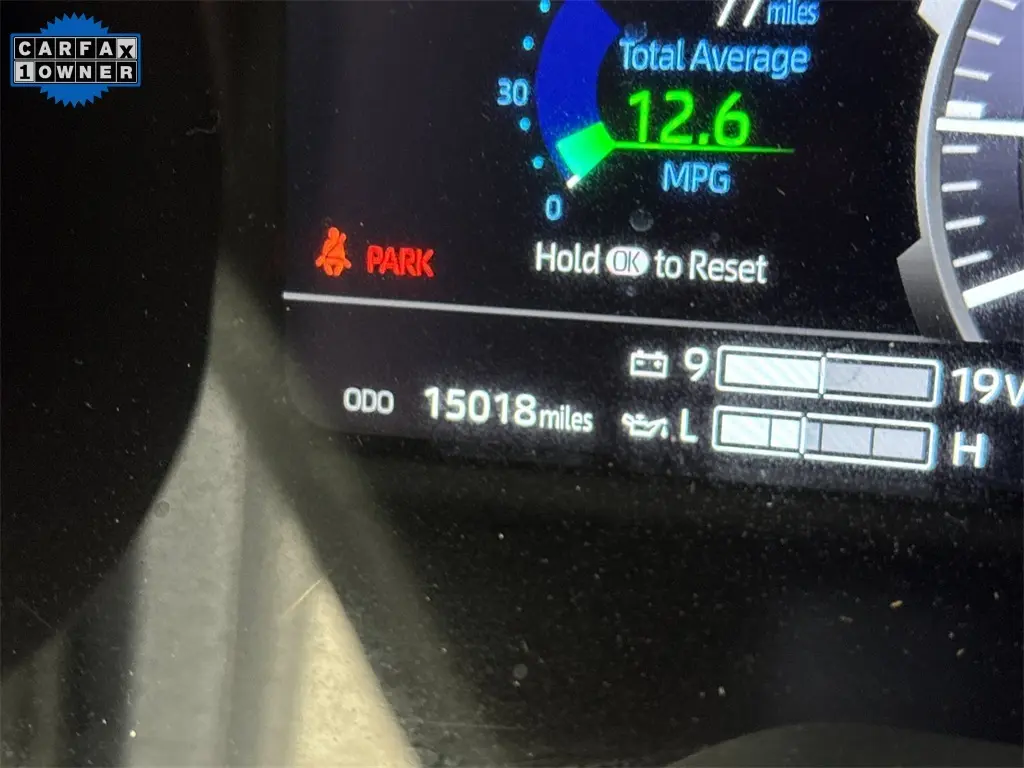 CARFAX
1 OWNER
miles
Total Average
30
12.6
MPG
0
PARK
Hold OK to Reset
9
19V
ODO 15018 miles
L
H